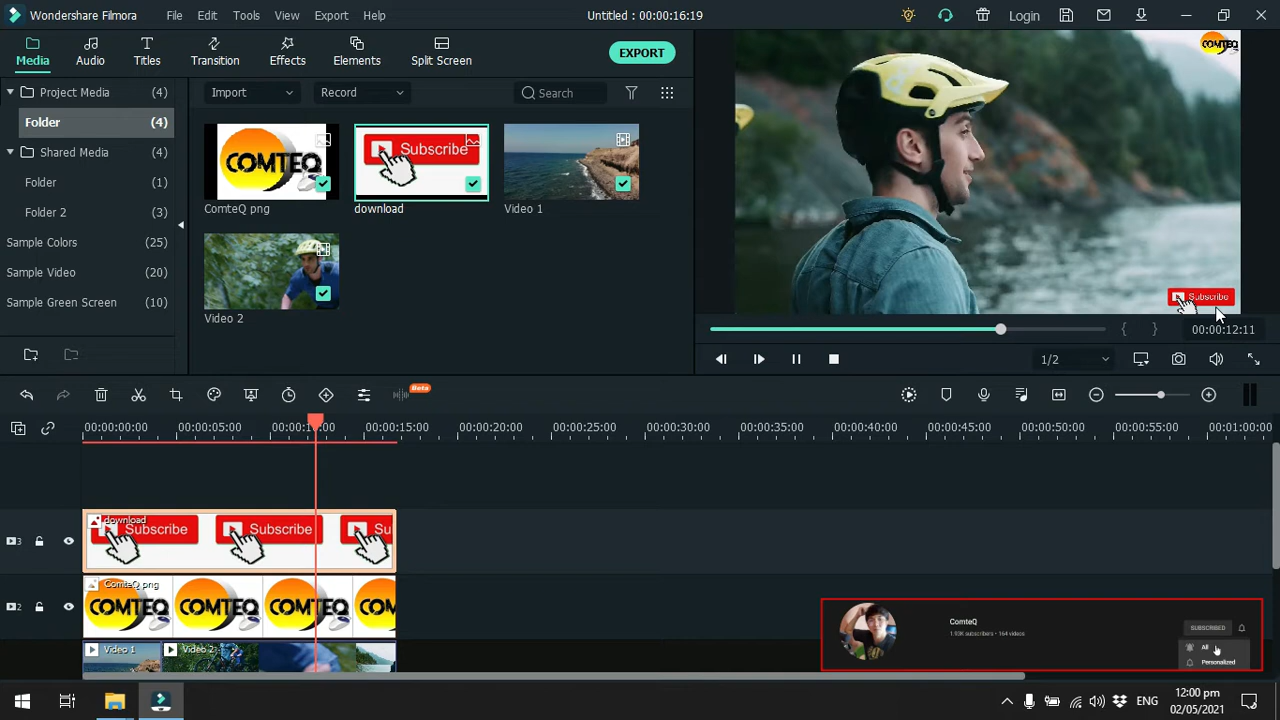 Wondershare Filmora
File
Edit
Tools
View
Export
Help
Untitled : 00:00:16:19
Login
Media
Audio
Titles
Transition
Effects
Elements
Split Screen
EXPORT
Project Media (4)
Folder (4)
Shared Media (4)
Folder (1)
Folder 2 (3)
Sample Colors (25)
Sample Video (20)
Sample Green Screen (10)
Import
Record
Search
COMTEQ
ComteQ png
Subscribe
download
Video 1
Video 2
COMTEQ
Subscribe
00:00:12:11
1/2
Beta
00:00:00:00
00:00:05:00
00:00:15:00
00:00:20:00
00:00:25:00
00:00:30:00
00:00:35:00
00:00:40:00
00:00:45:00
00:00:50:00
00:00:55:00
00:01:00:00
download
Subscribe
Subscribe
Su
3
ComteQ png
COMTEQ
COMTEQ
COMTEQ
2
Video 1
Video 2
ComteQ
1.93K subscribers • 164 videos
SUBSCRIBED
All
Personalized
ENG
12:00 pm
02/05/2021